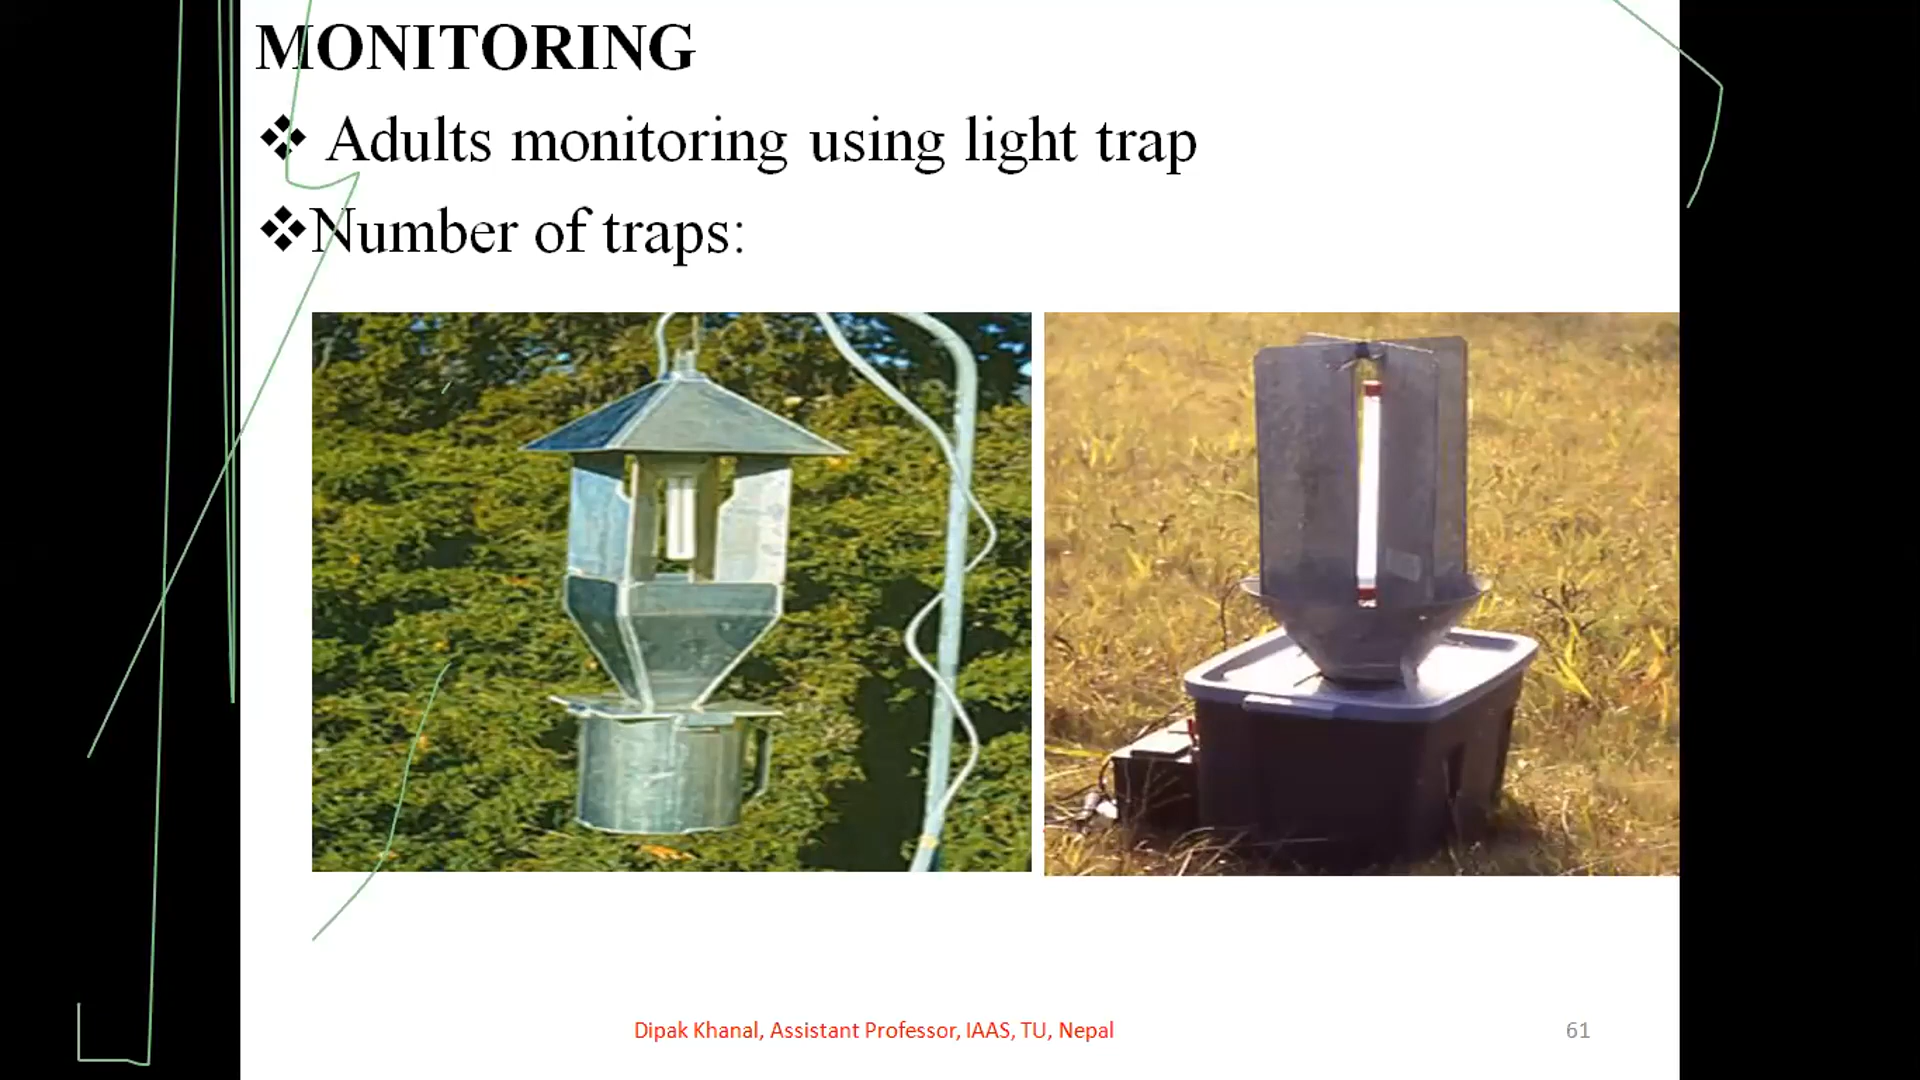 MONITORING
❖ Adults monitoring using light trap
❖Number of traps:
Dipak Khanal, Assistant Professor, IAAS, TU, Nepal
61